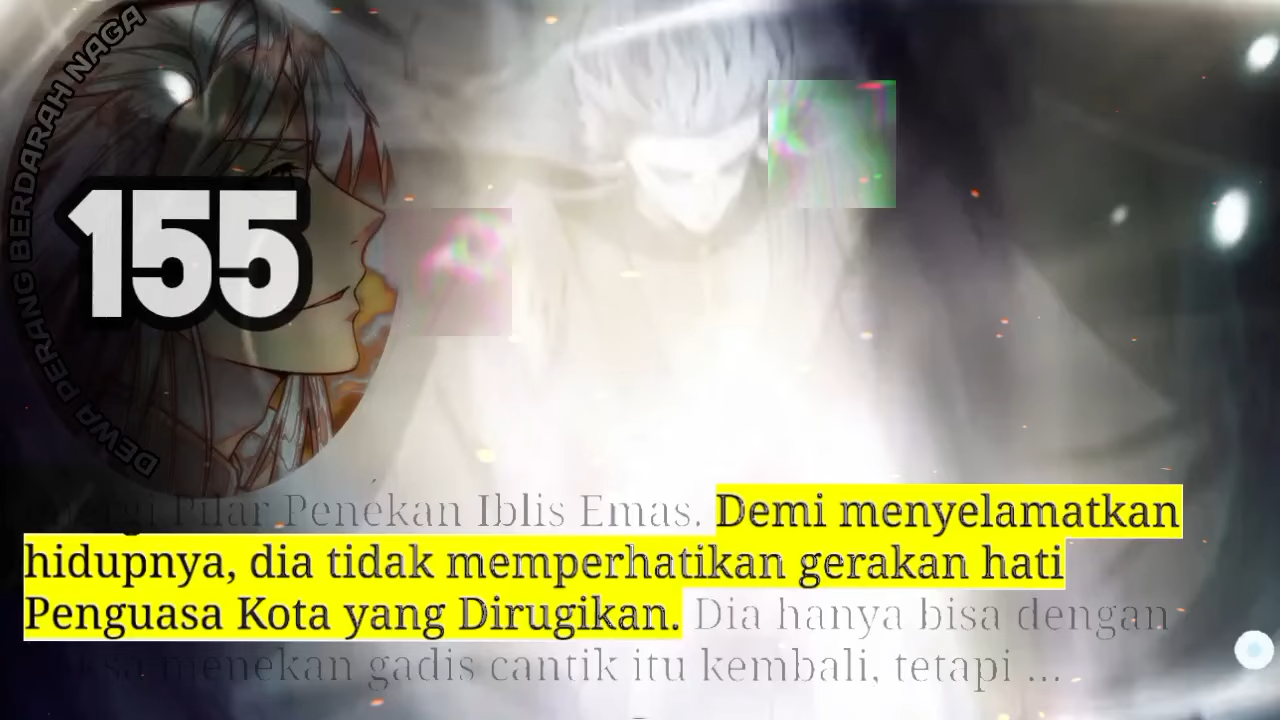 DEWA PERANG BERDARAH NAGA
155
Pilar Penekan Iblis Emas. Demi menyelamatkan
hidupnya, dia tidak memperhatikan gerakan hati
Penguasa Kota yang Dirugikan. Dia hanya bisa dengan
menekan gadis cantik itu kembali, tetapi ...